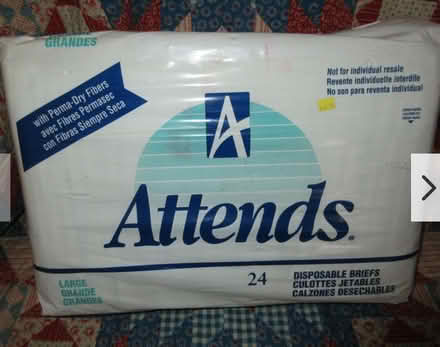 GRANDES
with Perma-Dry Fibers
avec Fibres Permasec
con Fibras Siempre Seca
Not for individual resale
Revente individuelle interdite
No son para reventa individual
A
Attends®
LARGE
GRANDE
GRANDES
24
DISPOSABLE BRIEFS
CULOTTES JETABLES
CALZONES DESECHABLES